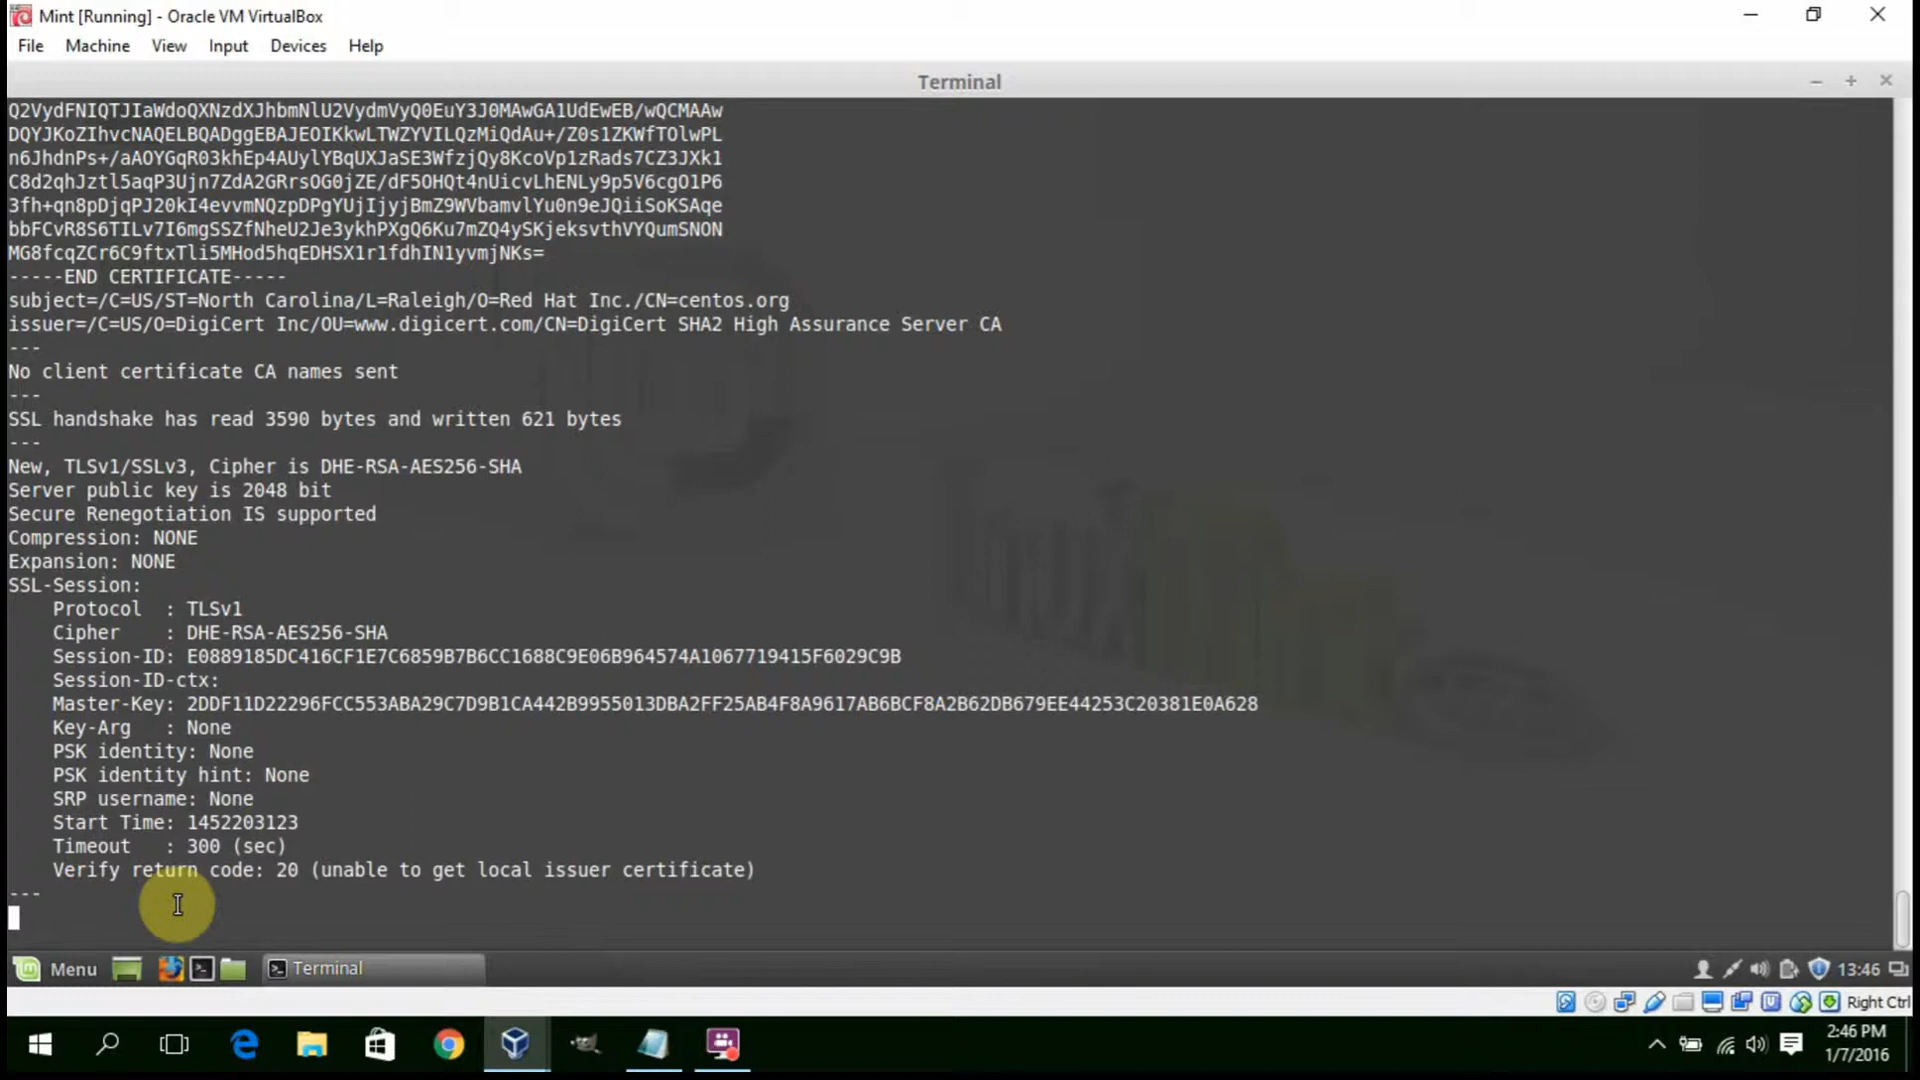 Mint [Running] - Oracle VM VirtualBox
File Machine View Input Devices Help
Terminal
Q2VydFNIQTJIaWdoQXNzdXJhbmNlU2VydmVyQ0EuY3J0MAwGA1UdEwEB/wQCMAAw
DQYJKoZIhvcNAQELBQADggEBAJEOIKkwLTWZYVILQzMiQdAu+/Z0s1ZKWfTOlwPL
n6JhdnPs+/aAOYGqR03khEp4AUylYBqUXJaSE3WfzjQy8KcoVp1zRads7CZ3JXk1
C8d2qhJztl5aqP3Ujn7ZdA2GRrsOG0jZE/dF5OHQt4nUicvLhENLy9p5V6cgO1P6
3fh+qn8pDjqPJ20kI4evvmNQzpDPgYUjIjyjBmZ9WVbamvlYu0n9eJQiiSoKSAqe
bbFCvR8S6TILv7I6mgSSZfNheU2Je3ykhPXgQ6Ku7mZQ4ySKjeksvthVYQumSNON
MG8fcqZCr6C9ftxTli5MHod5hqEDHSX1r1fdhIN1yvmjNKs=
-----END CERTIFICATE-----
subject=/C=US/ST=North Carolina/L=Raleigh/O=Red Hat Inc./CN=centos.org
issuer=/C=US/O=DigiCert Inc/OU=www.digicert.com/CN=DigiCert SHA2 High Assurance Server CA
---
No client certificate CA names sent
---
SSL handshake has read 3590 bytes and written 621 bytes
---
New, TLSv1/SSLv3, Cipher is DHE-RSA-AES256-SHA
Server public key is 2048 bit
Secure Renegotiation IS supported
Compression: NONE
Expansion: NONE
SSL-Session:
Protocol : TLSv1
Cipher : DHE-RSA-AES256-SHA
Session-ID: E0889185DC416CF1E7C6859B7B6CC1688C9E06B964574A1067719415F6029C9B
Session-ID-ctx:
Master-Key: 2DDF11D22296FCC553ABA29C7D9B1CA442B9955013DBA2FF25AB4F8A9617AB6BCF8A2B62DB679EE44253C20381E0A628
Key-Arg : None
PSK identity: None
PSK identity hint: None
SRP username: None
Start Time: 1452203123
Timeout : 300 (sec)
Verify return code: 20 (unable to get local issuer certificate)
---
Menu Terminal 13:46
Right Ctrl
2:46 PM
1/7/2016